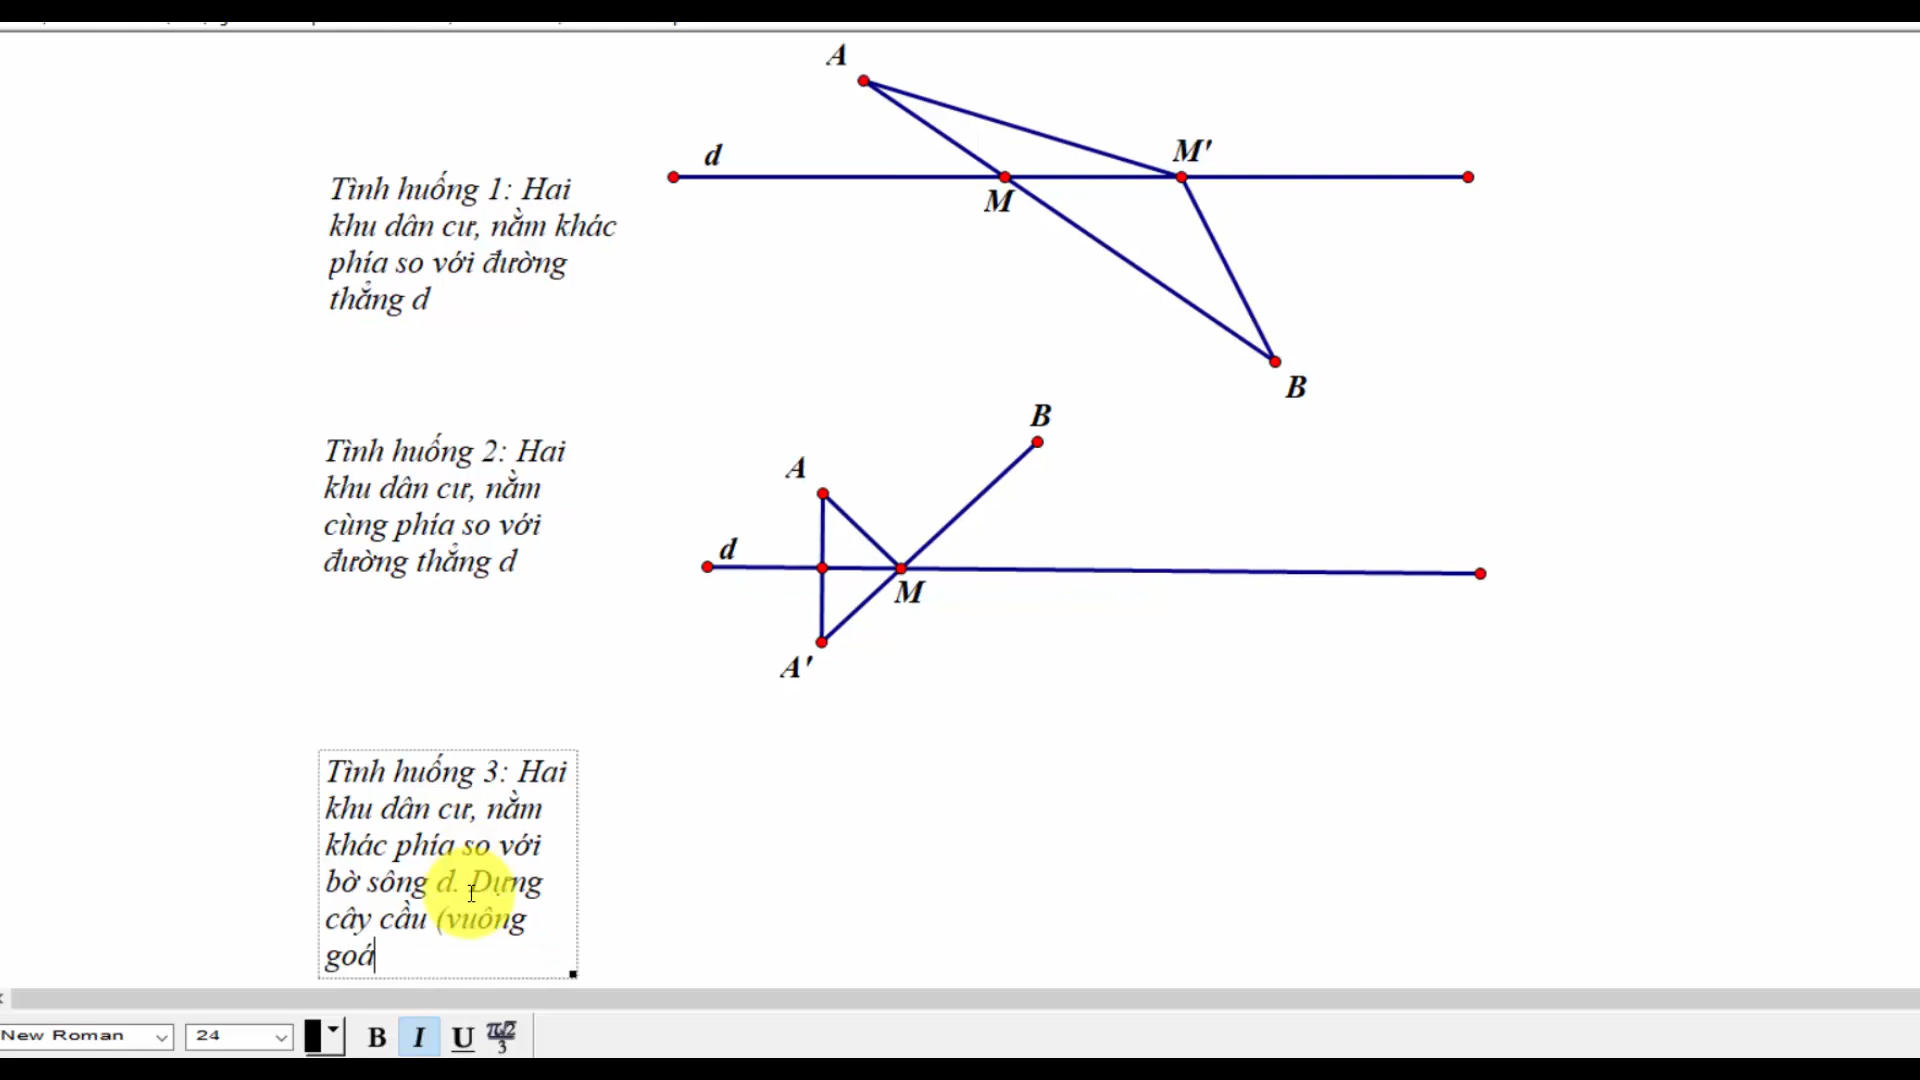 A
d
M'
M
B
Tình huống 1: Hai
khu dân cư, nằm khác
phía so với đường
thẳng d
B
A
d
M
A'
Tình huống 2: Hai
khu dân cư, nằm
cùng phía so với
đường thẳng d
Tình huống 3: Hai
khu dân cư, nằm
khác phía so với
bờ sông d. Dựng
cây cầu (vuông
goá
New Roman 24 B I U